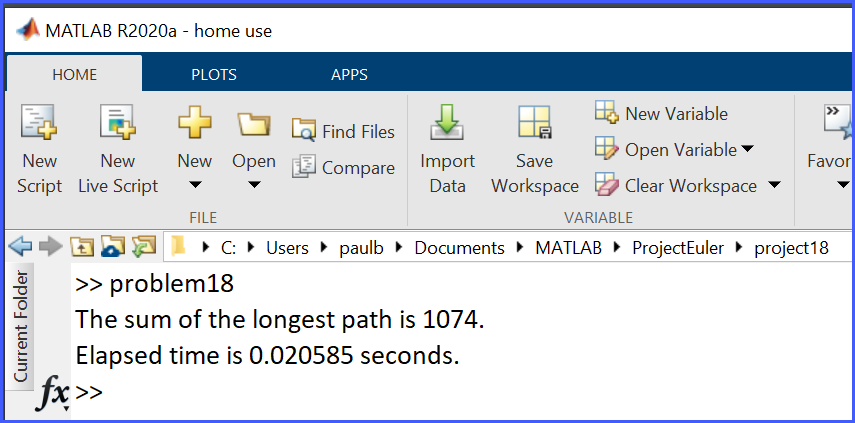 MATLAB R2020a - home use
HOME PLOTS APPS
New Script
New Live Script
New
Open
Find Files
Compare
FILE
Import Data
Save Workspace
New Variable
Open Variable
Clear Workspace
VARIABLE
Favor
C: Users paulb Documents MATLAB ProjectEuler project18
Current Folder
>> problem18
The sum of the longest path is 1074.
Elapsed time is 0.020585 seconds.
fx >>